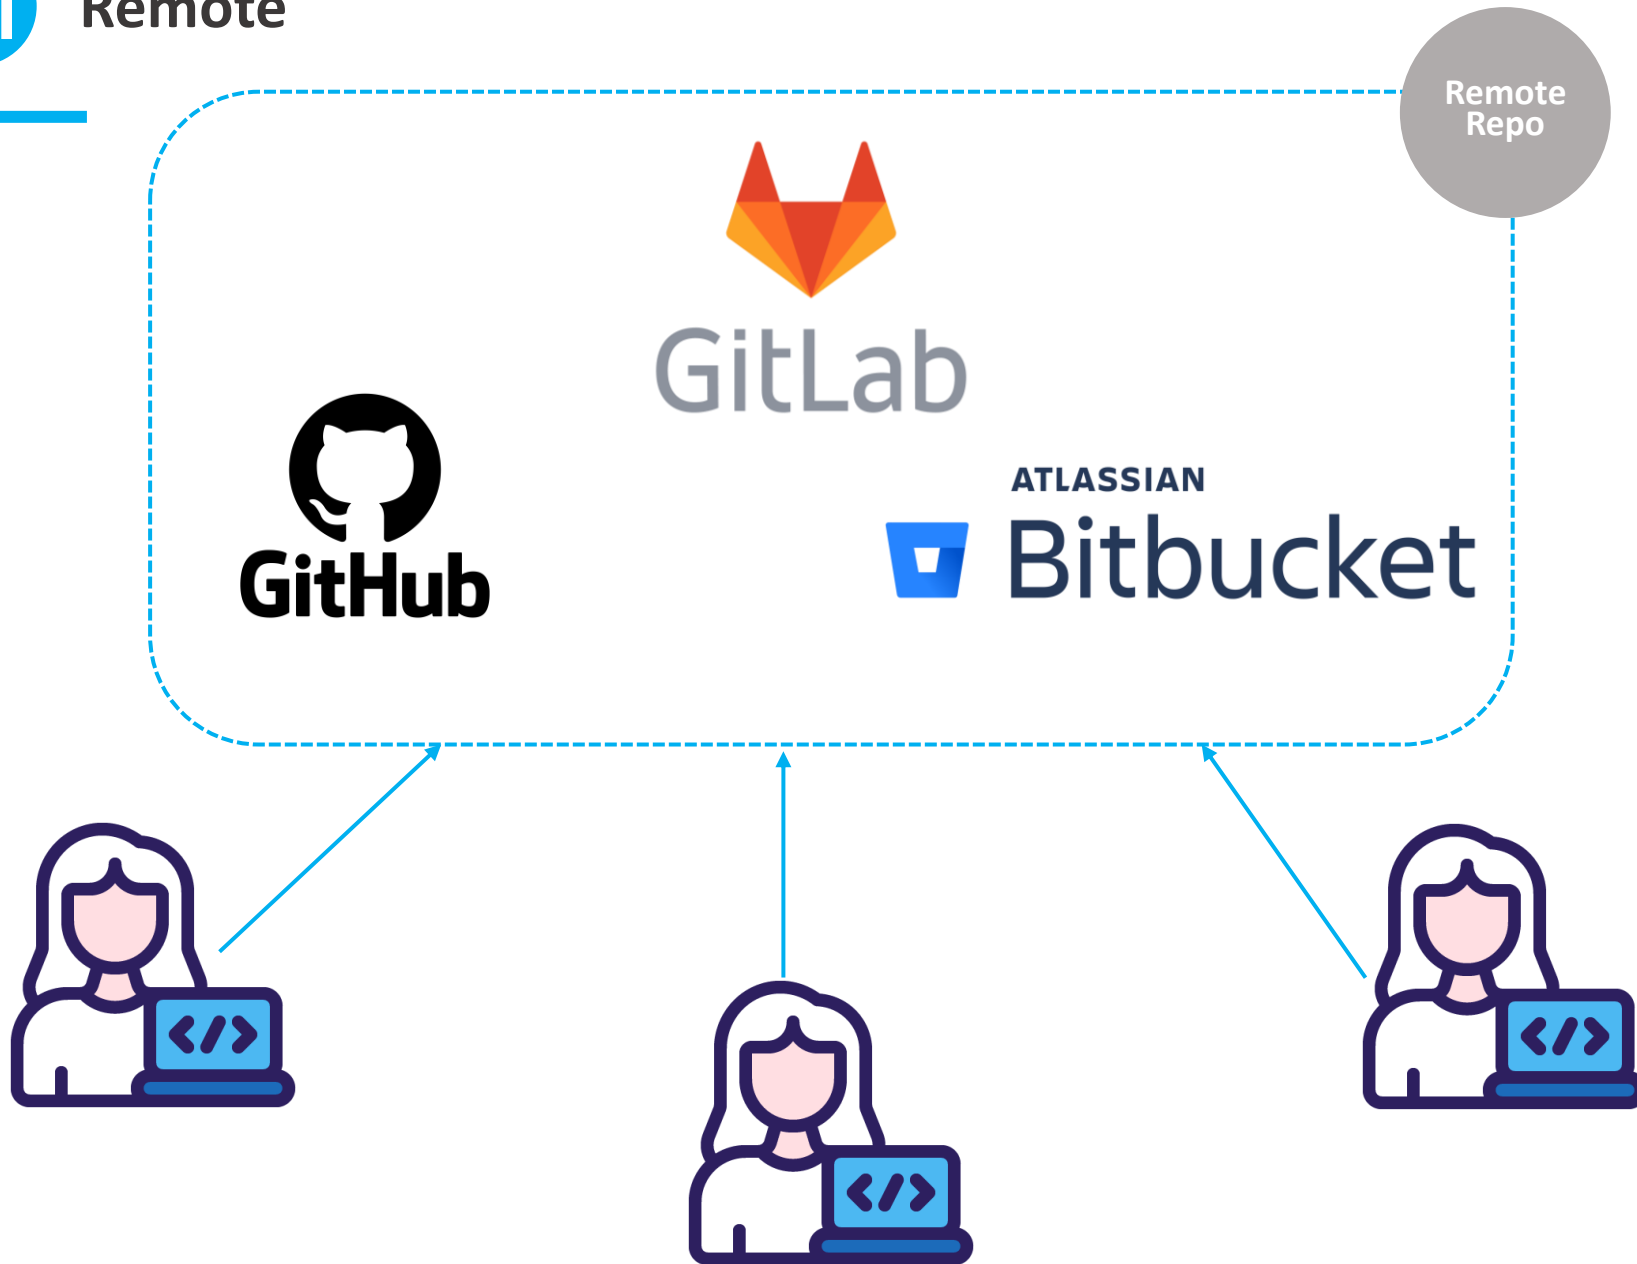 Remote
Remote
Repo
GitLab
GitHub
ATLASSIAN
Bitbucket
</>
</>
</>